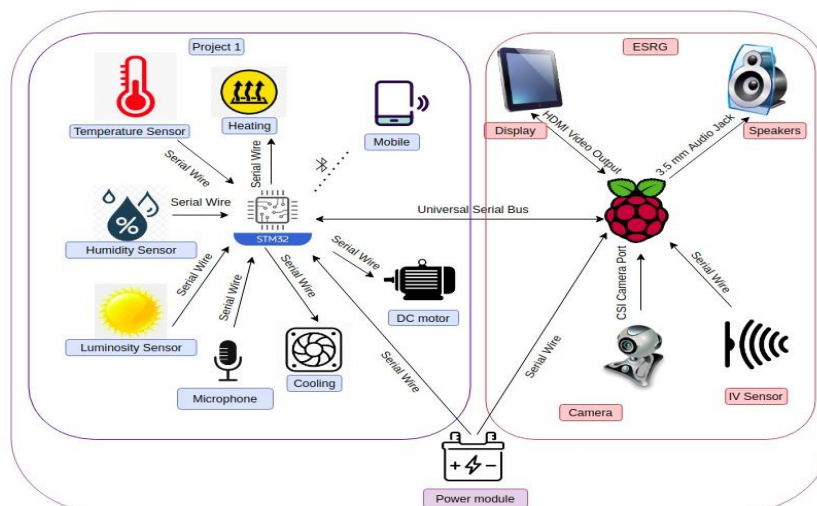 Project 1
ESRG
Temperature Sensor
Heating
Mobile
Display
HDMI Video Output
3.5 mm Audio Jack
Speakers
Serial Wire
Serial Wire
Serial Wire
Humidity Sensor
%
STM32
Universal Serial Bus
Serial Wire
Serial Wire
Serial Wire
Serial Wire
DC motor
CSI Camera Port
Serial Wire
Luminosity Sensor
Microphone
Cooling
Serial Wire
Serial Wire
Camera
IV Sensor
+ -
Power module